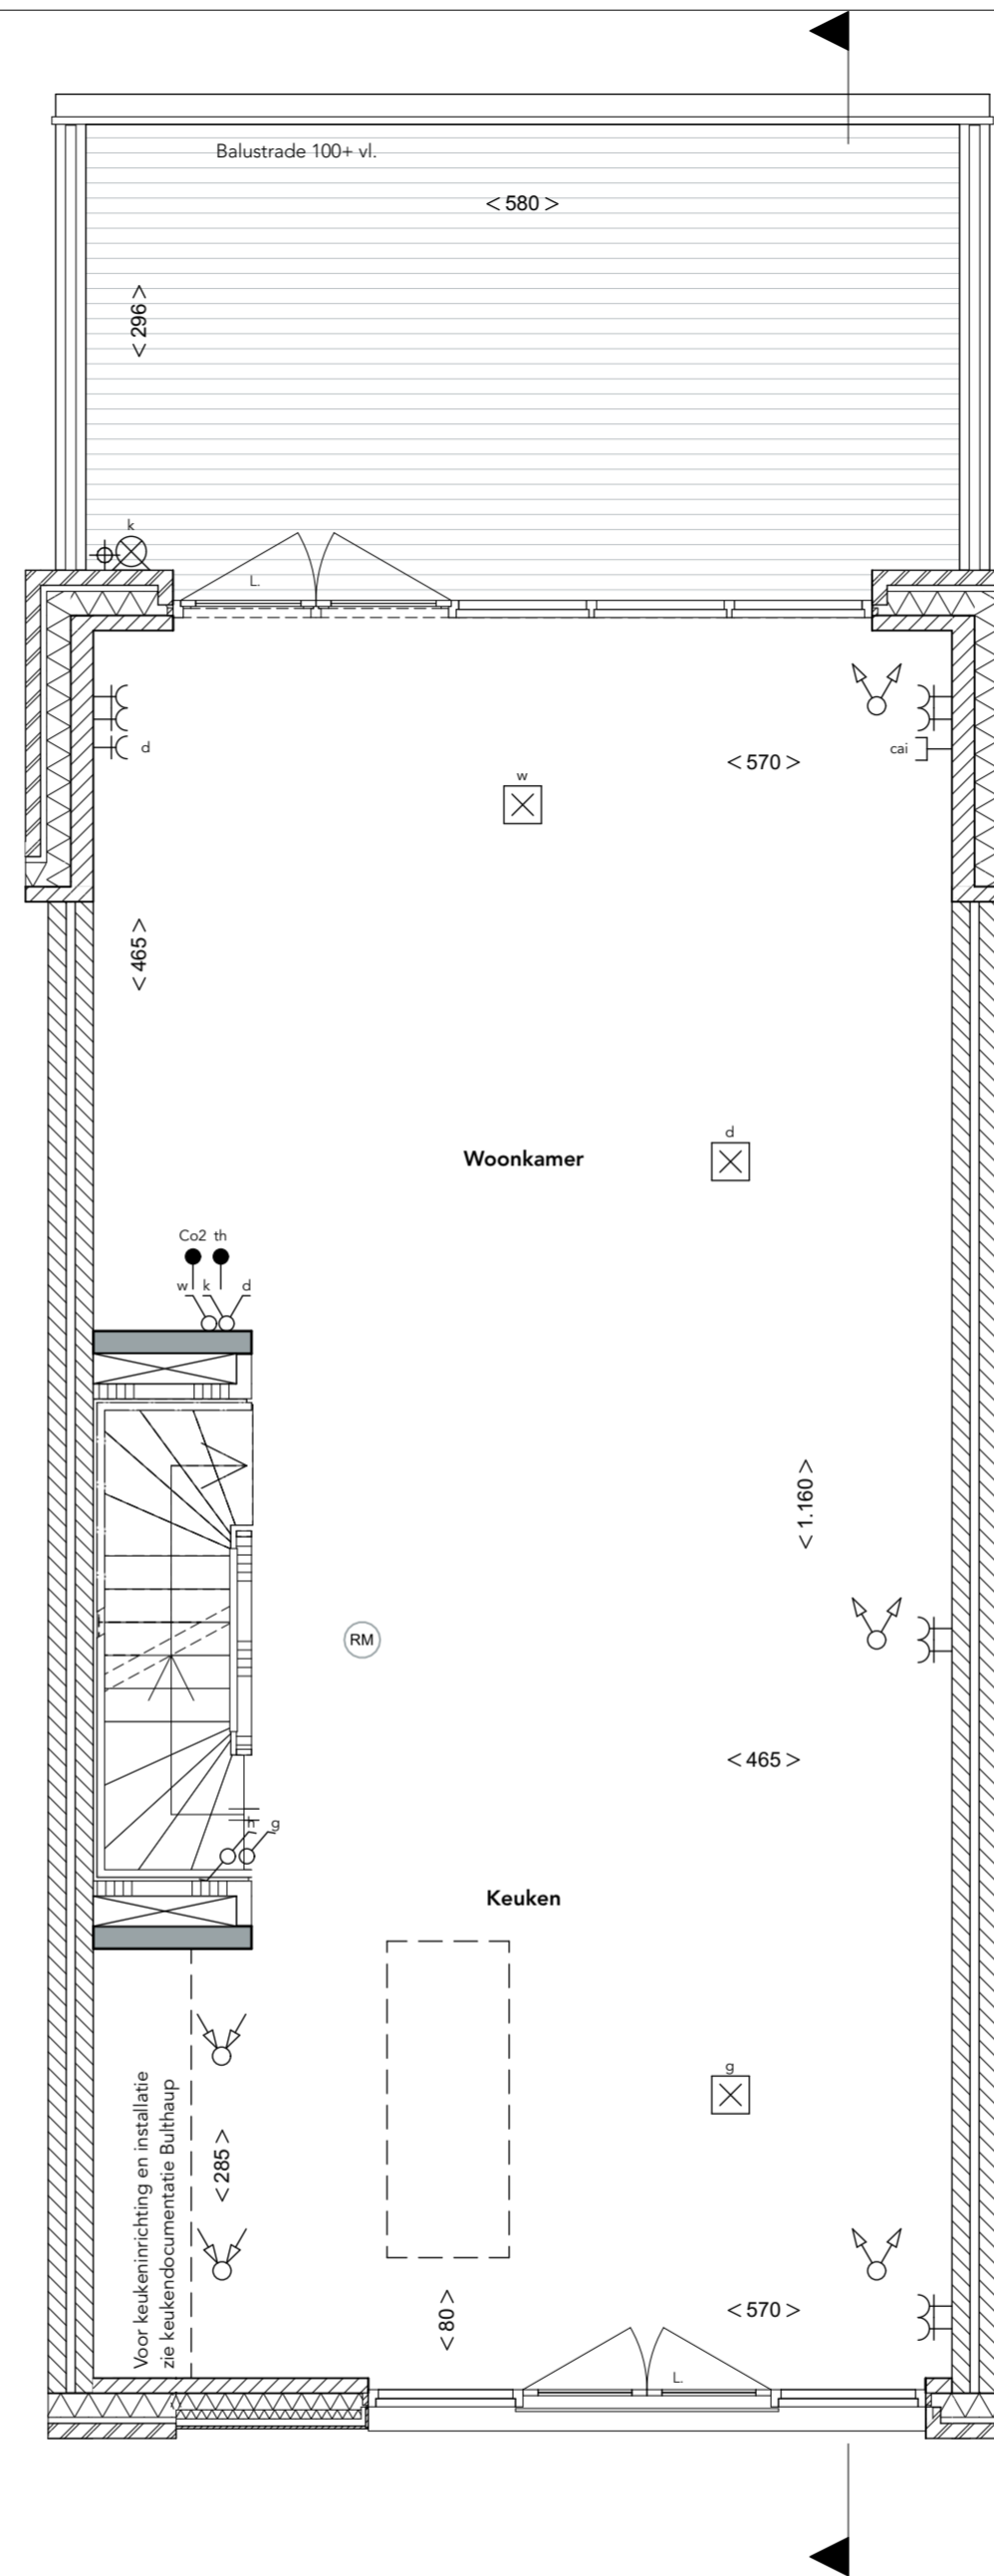 Balustrade 100+ vl.
< 580 >
< 296 >
k
L.
d
cai
< 570 >
w
< 465 >
d
Woonkamer
Co2 th
w k d
< 1.160 >
RM
< 465 >
h g
Keuken
g
Voor keukeninrichting en installatie
zie keukendocumentatie Bulthaup
< 285 >
< 80 >
< 570 >
L.